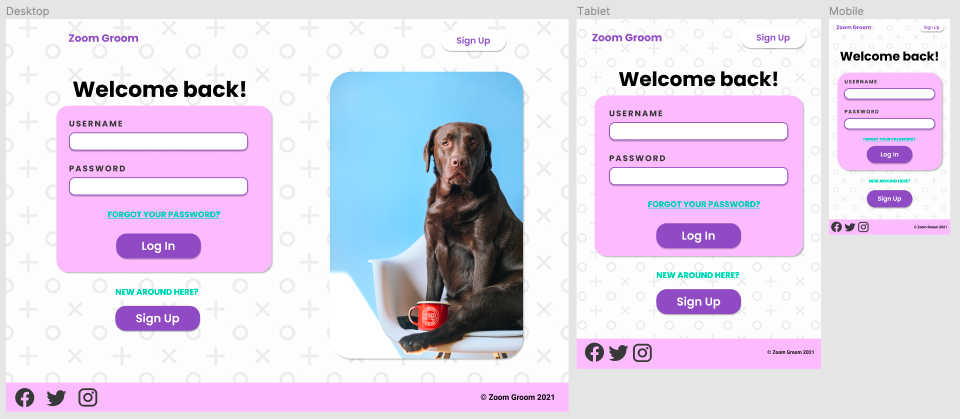 Desktop
Zoom Groom
Sign Up
Welcome back!
USERNAME
PASSWORD
FORGOT YOUR PASSWORD?
Log In
NEW AROUND HERE?
Sign Up
© Zoom Groom 2021
Tablet
Zoom Groom
Sign Up
Welcome back!
USERNAME
PASSWORD
FORGOT YOUR PASSWORD?
Log In
NEW AROUND HERE?
Sign Up
© Zoom Groom 2021
Mobile
Zoom Groom
Sign Up
Welcome back!
USERNAME
PASSWORD
FORGOT YOUR PASSWORD?
Log In
NEW AROUND HERE?
Sign Up
© Zoom Groom 2021